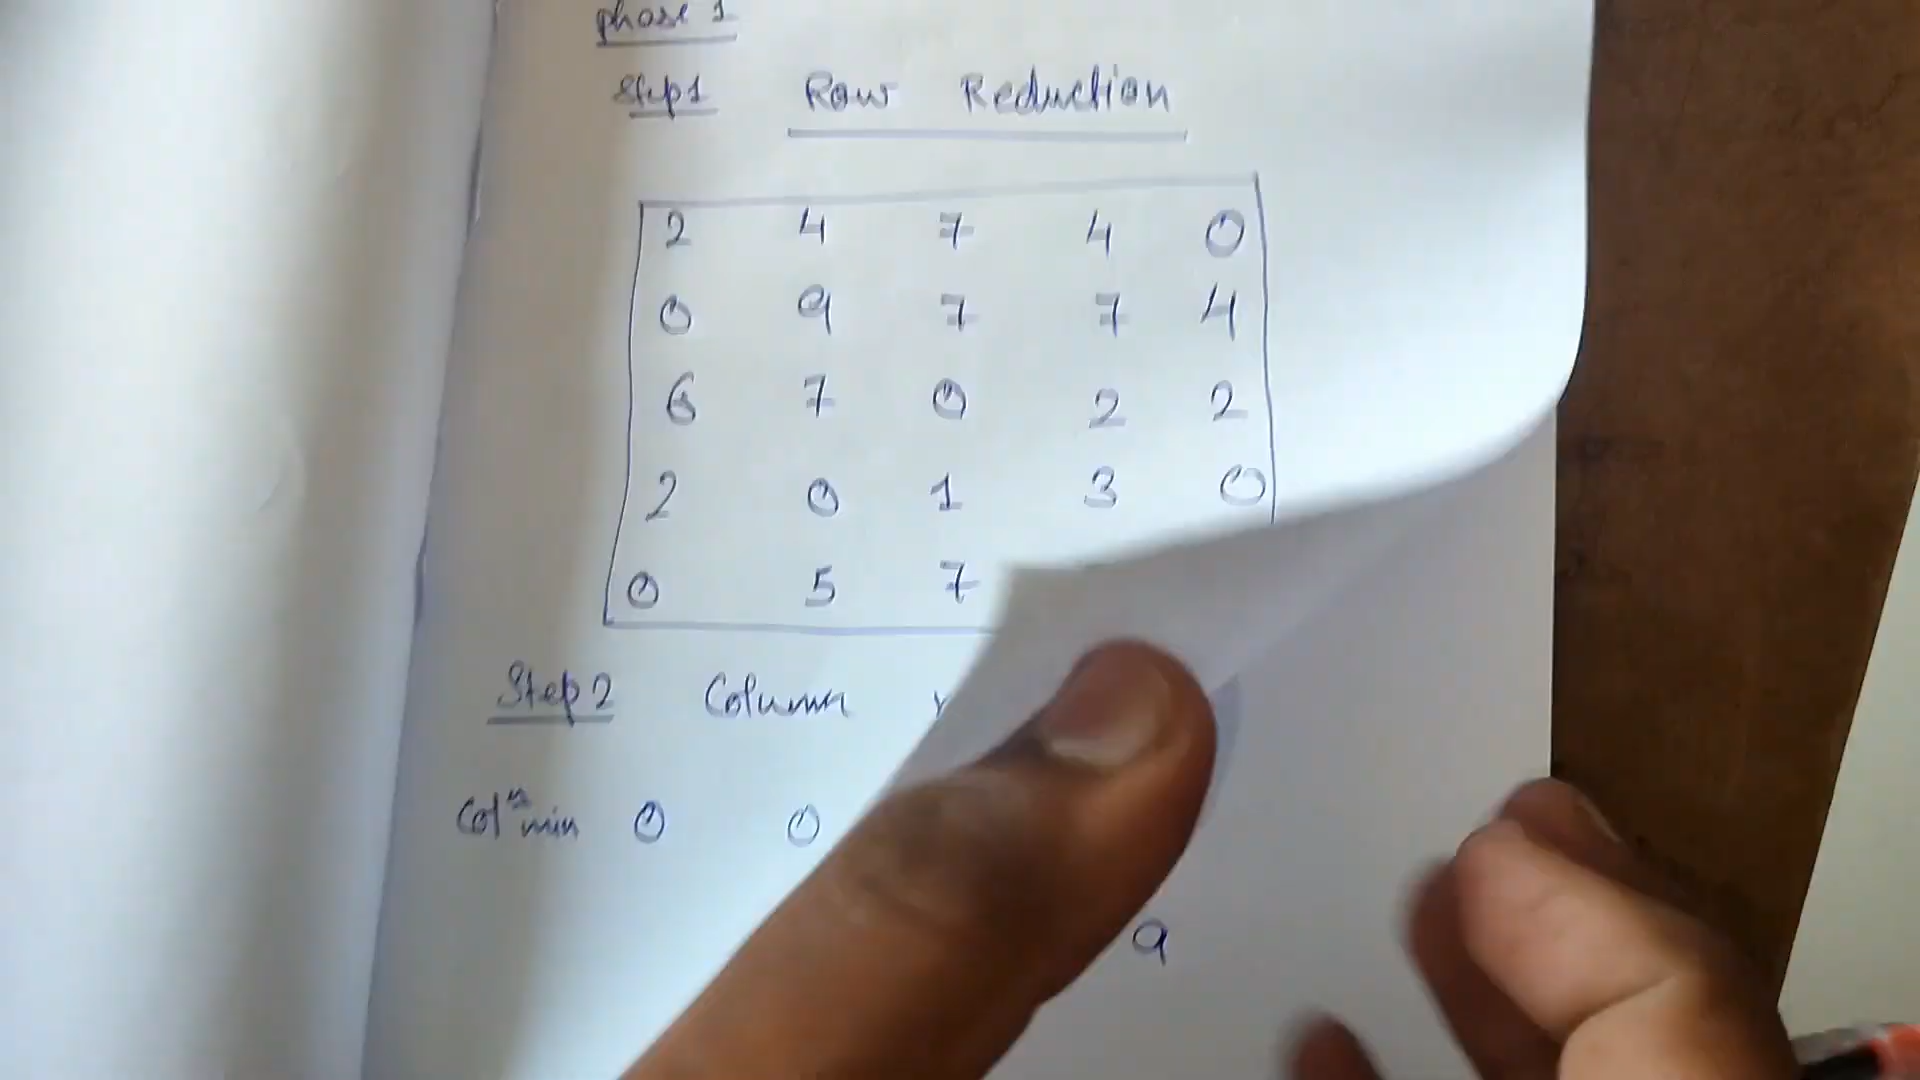 phase 1
Step 1 Row Reduction
2 4 7 4 0
0 9 7 7 4
6 7 0 2 2
2 0 1 3 0
0 5 7
Step 2 Column
Colⁿ min 0 0
9